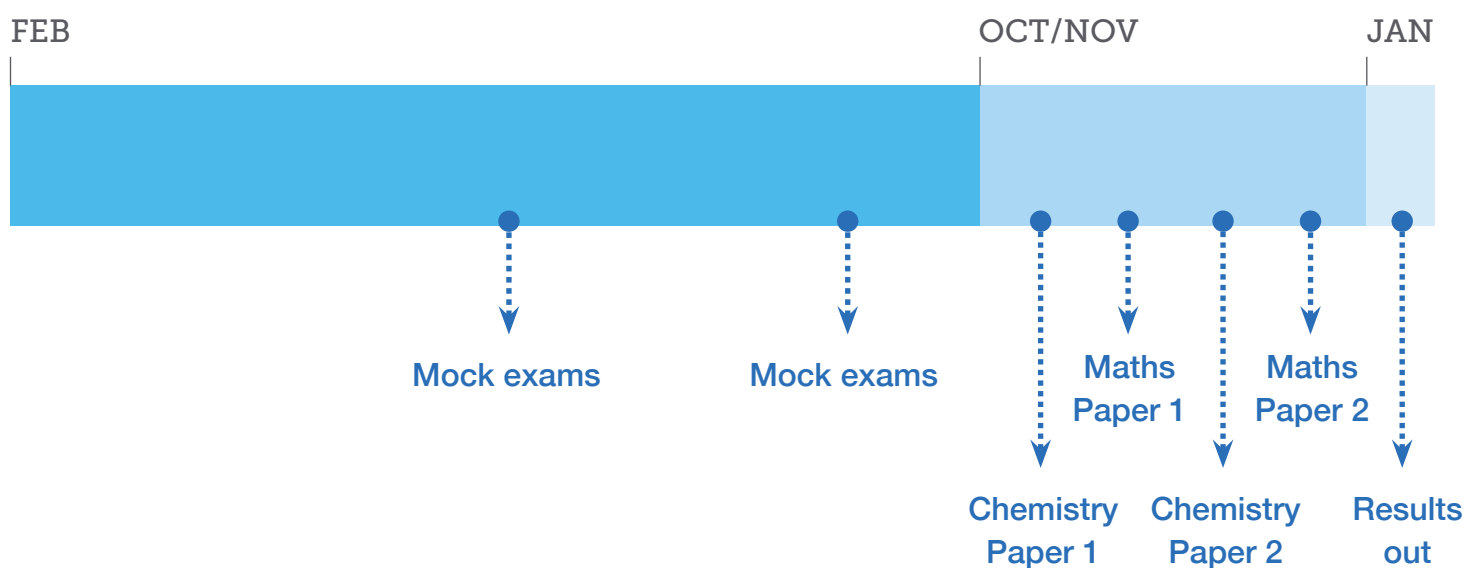 FEB
OCT/NOV
JAN
Mock exams
Mock exams
Maths
Paper 1
Maths
Paper 2
Chemistry
Paper 1
Chemistry
Paper 2
Results
out